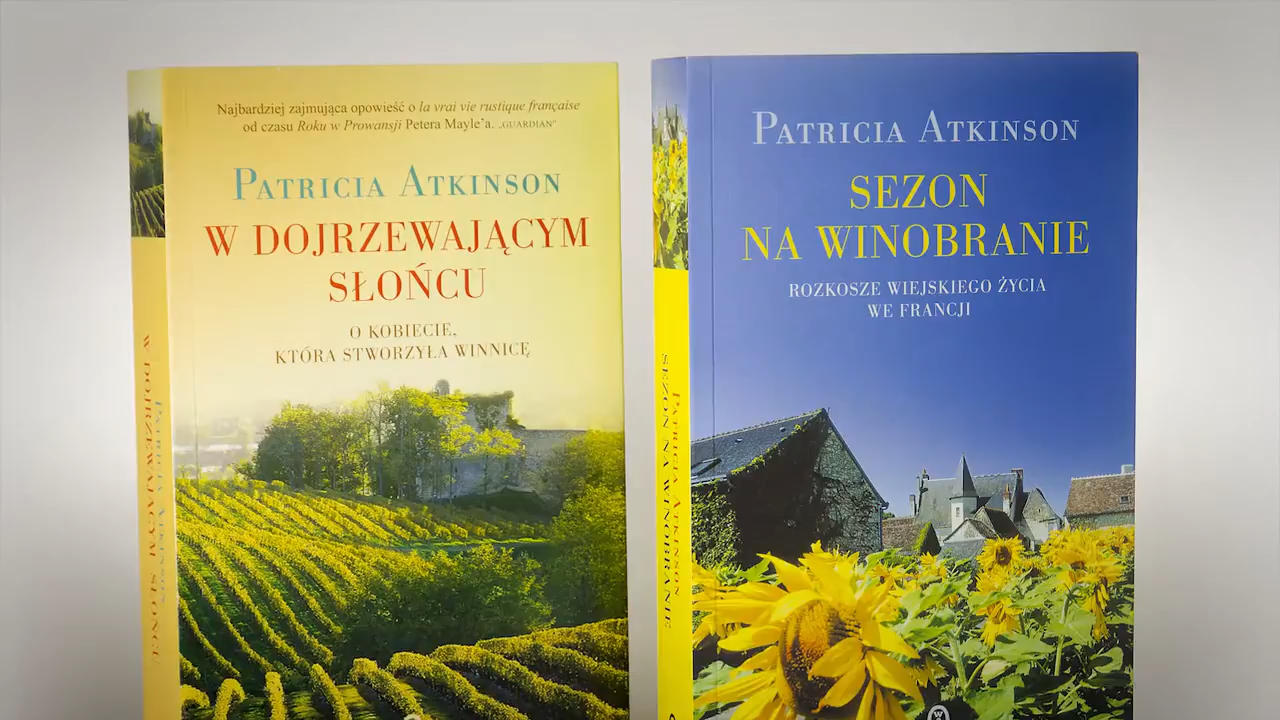 Najbardziej zajmująca opowieść o la vrai vie rustique française
od czasu Roku w Prowansji Petera Mayle’a. „GUARDIAN”
PATRICIA ATKINSON
W DOJRZEWAJĄCYM
SŁOŃCU
O KOBIECIE,
KTÓRA STWORZYŁA WINNICĘ
PATRICIA ATKINSON
W DOJRZEWAJĄCYM SŁOŃCU
PATRICIA ATKINSON
SEZON
NA WINOBRANIE
ROZKOSZE WIEJSKIEGO ŻYCIA
WE FRANCJI
PATRICIA ATKINSON
SEZON NA WINOBRANIE